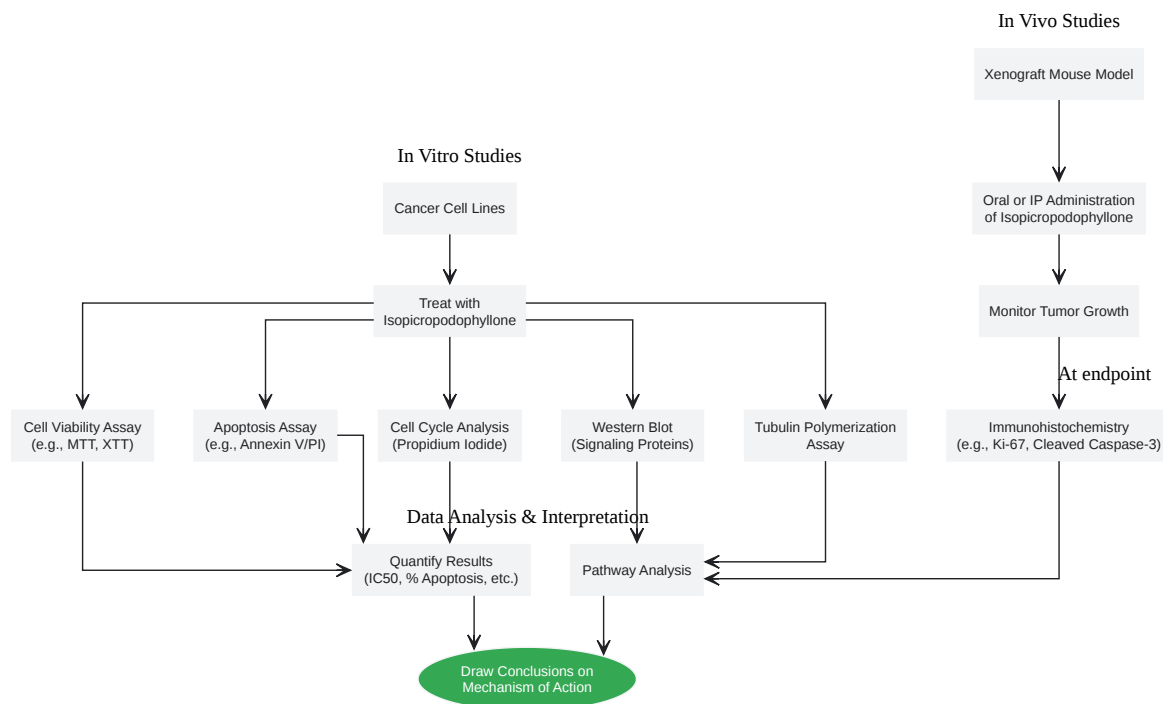 In Vivo Studies
Xenograft Mouse Model
In Vitro Studies
Cancer Cell Lines
Oral or IP Administration
of Isopicropodophyllone
Treat with
Isopicropodophyllone
Monitor Tumor Growth
At endpoint
Cell Viability Assay
(e.g., MTT, XTT)
Apoptosis Assay
(e.g., Annexin V/PI)
Cell Cycle Analysis
(Propidium Iodide)
Western Blot
(Signaling Proteins)
Tubulin Polymerization
Assay
Immunohistochemistry
(e.g., Ki-67, Cleaved Caspase-3)
Data Analysis & Interpretation
Quantify Results
(IC50, % Apoptosis, etc.)
Pathway Analysis
Draw Conclusions on
Mechanism of Action